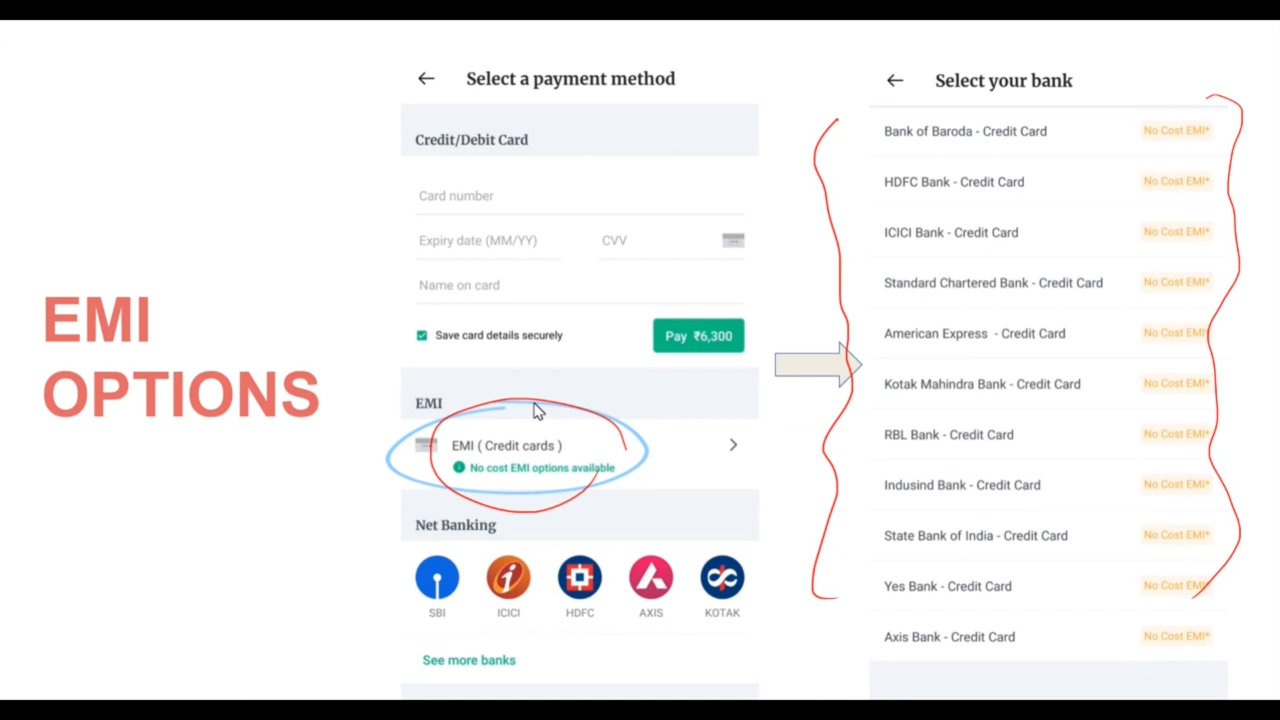 EMI
OPTIONS
Select a payment method
Credit/Debit Card
Card number
Expiry date (MM/YY) CVV
Name on card
Save card details securely Pay ₹6,300
EMI
EMI ( Credit cards )
No cost EMI options available
Net Banking
SBI ICICI HDFC AXIS KOTAK
See more banks
Select your bank
Bank of Baroda - Credit Card No Cost EMI*
HDFC Bank - Credit Card No Cost EMI*
ICICI Bank - Credit Card No Cost EMI*
Standard Chartered Bank - Credit Card No Cost EMI*
American Express - Credit Card No Cost EMI*
Kotak Mahindra Bank - Credit Card No Cost EMI*
RBL Bank - Credit Card No Cost EMI*
Indusind Bank - Credit Card No Cost EMI*
State Bank of India - Credit Card No Cost EMI*
Yes Bank - Credit Card No Cost EMI*
Axis Bank - Credit Card No Cost EMI*